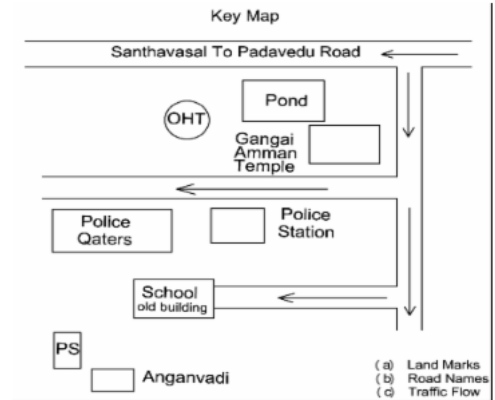 Key Map
Santhavasal To Padavedu Road
Pond
OHT
Gangai
Amman
Temple
Police
Qaters
Police
Station
School
old building
PS
Anganvadi
(a) Land Marks
(b) Road Names
(c) Traffic Flow